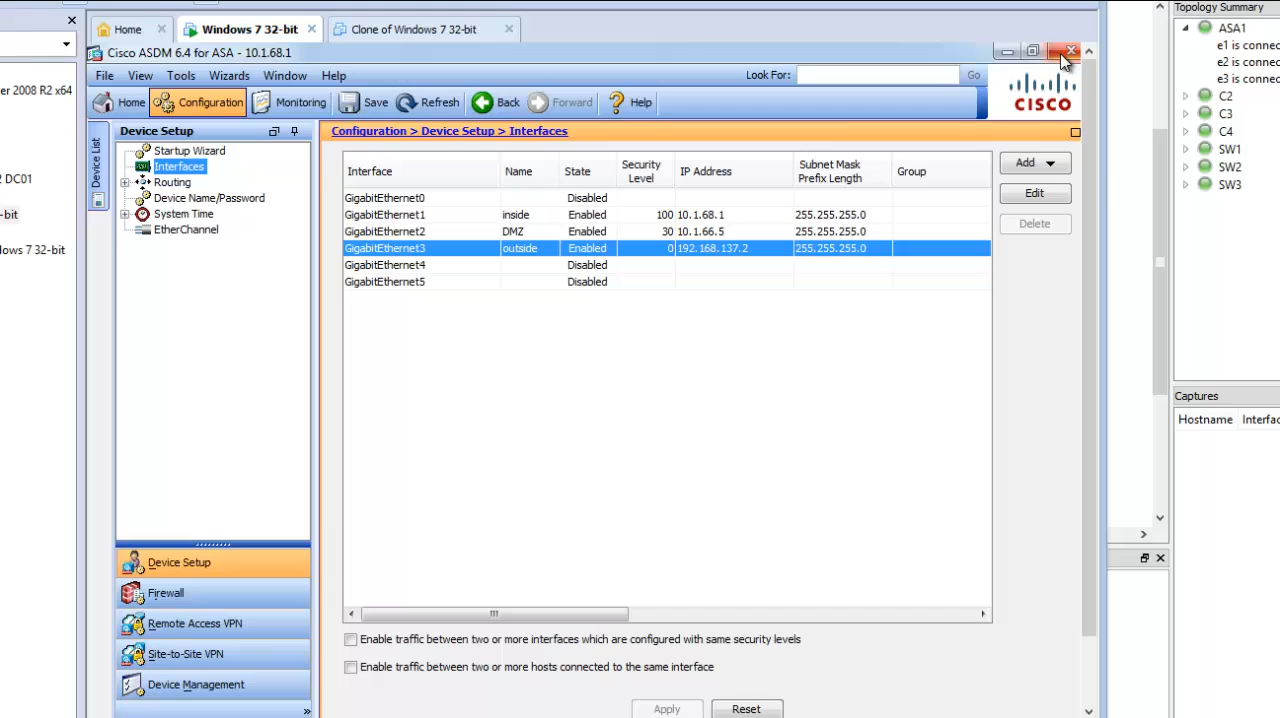 Home
Windows 7 32-bit
Clone of Windows 7 32-bit
Cisco ASDM 6.4 for ASA - 10.1.68.1
File View Tools Wizards Window Help
Look For: Go
Home Configuration Monitoring Save Refresh Back Forward Help
CISCO
er 2008 R2 x64
2 DC01
-bit
lows 7 32-bit
Device List
Device Setup
Startup Wizard
Interfaces
Routing
Device Name/Password
System Time
EtherChannel
Device Setup
Firewall
Remote Access VPN
Site-to-Site VPN
Device Management
»
Configuration > Device Setup > Interfaces
Interface Name State Security Level IP Address Subnet Mask Prefix Length Group
GigabitEthernet0 Disabled
GigabitEthernet1 inside Enabled 100 10.1.68.1 255.255.255.0
GigabitEthernet2 DMZ Enabled 30 10.1.66.5 255.255.255.0
GigabitEthernet3 outside Enabled 0 192.168.137.2 255.255.255.0
GigabitEthernet4 Disabled
GigabitEthernet5 Disabled
Add
Edit
Delete
Enable traffic between two or more interfaces which are configured with same security levels
Enable traffic between two or more hosts connected to the same interface
Apply Reset
Topology Summary
ASA1
e1 is connec
e2 is connec
e3 is connec
C2
C3
C4
SW1
SW2
SW3
Captures
Hostname Interfac